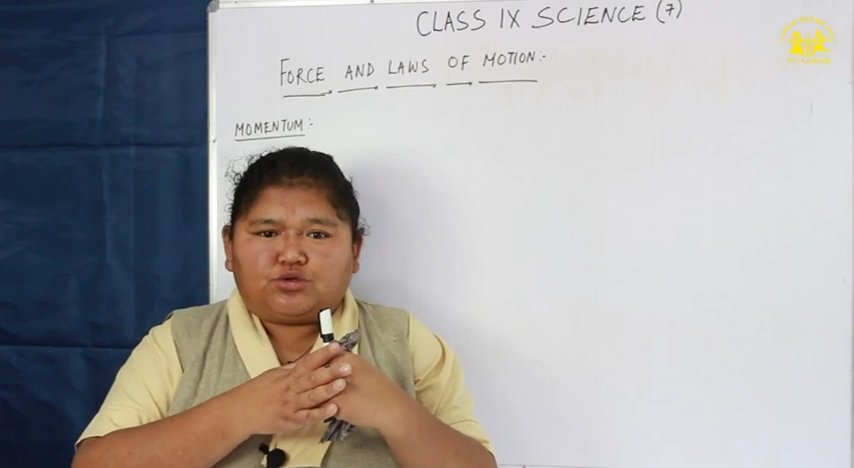 CLASS IX SCIENCE (7)
FORCE AND LAWS OF MOTION:-
MOMENTUM:-